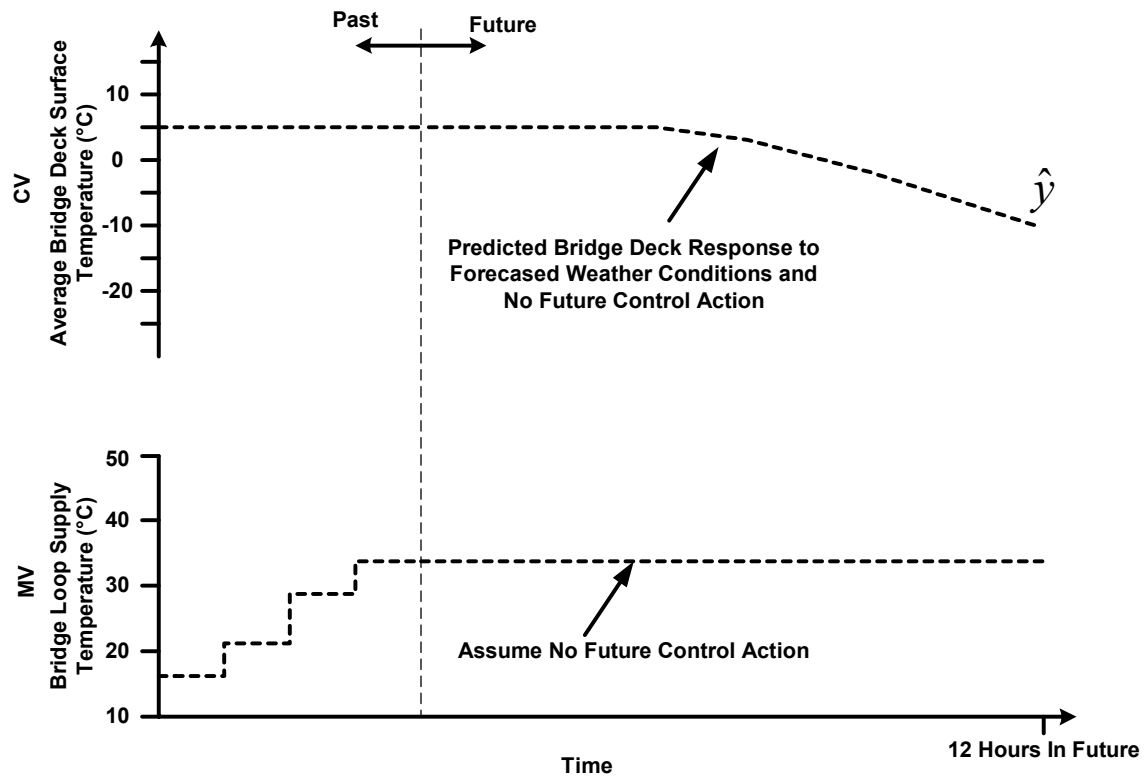 Past
Future
CV
Average Bridge Deck Surface
Temperature (°C)
10
0
-10
-20
ŷ
Predicted Bridge Deck Response to
Forecased Weather Conditions and
No Future Control Action
MV
Bridge Loop Supply
Temperature (°C)
50
40
30
20
10
Assume No Future Control Action
12 Hours In Future
Time